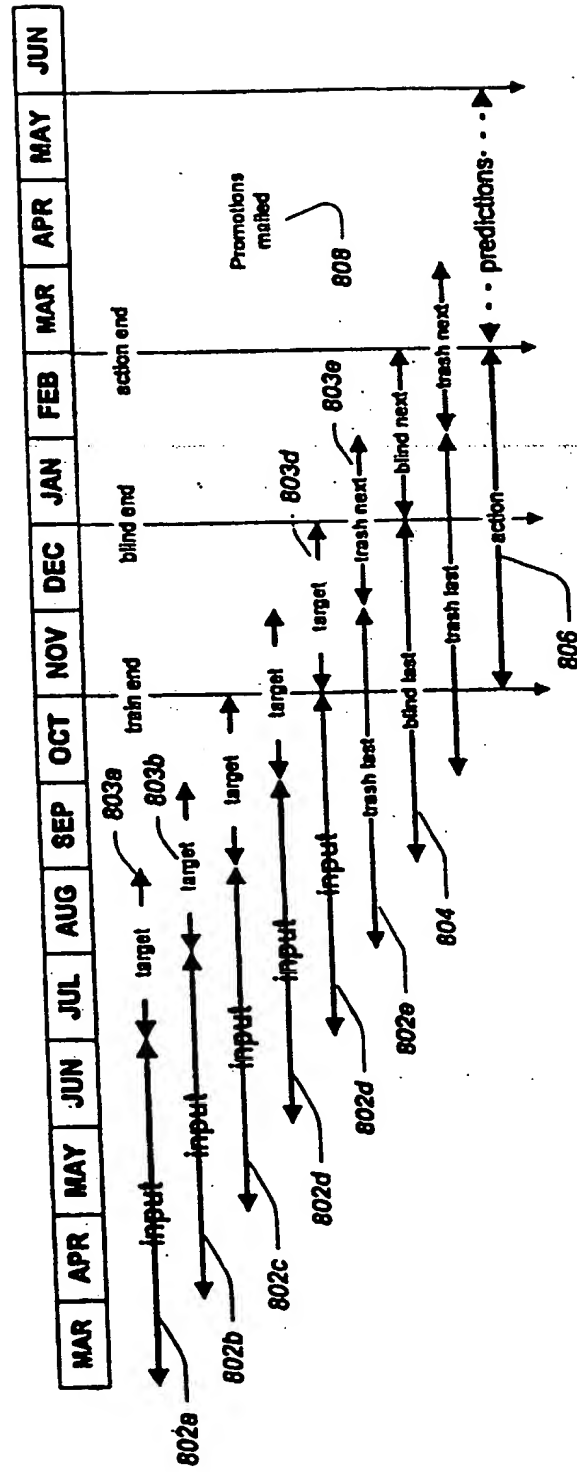 MAR APR MAY JUN JUL AUG SEP OCT NOV DEC JAN FEB MAR APR MAY JUN
train end
blind end
action end
input target 803a
802a
input target 803b
802b
input target
802c
input target
802d
input target 803d
802d
trash last trash next 803e
802e
blind last blind next
804
trash last trash next
action predictions
806
Promotions
mailed
808